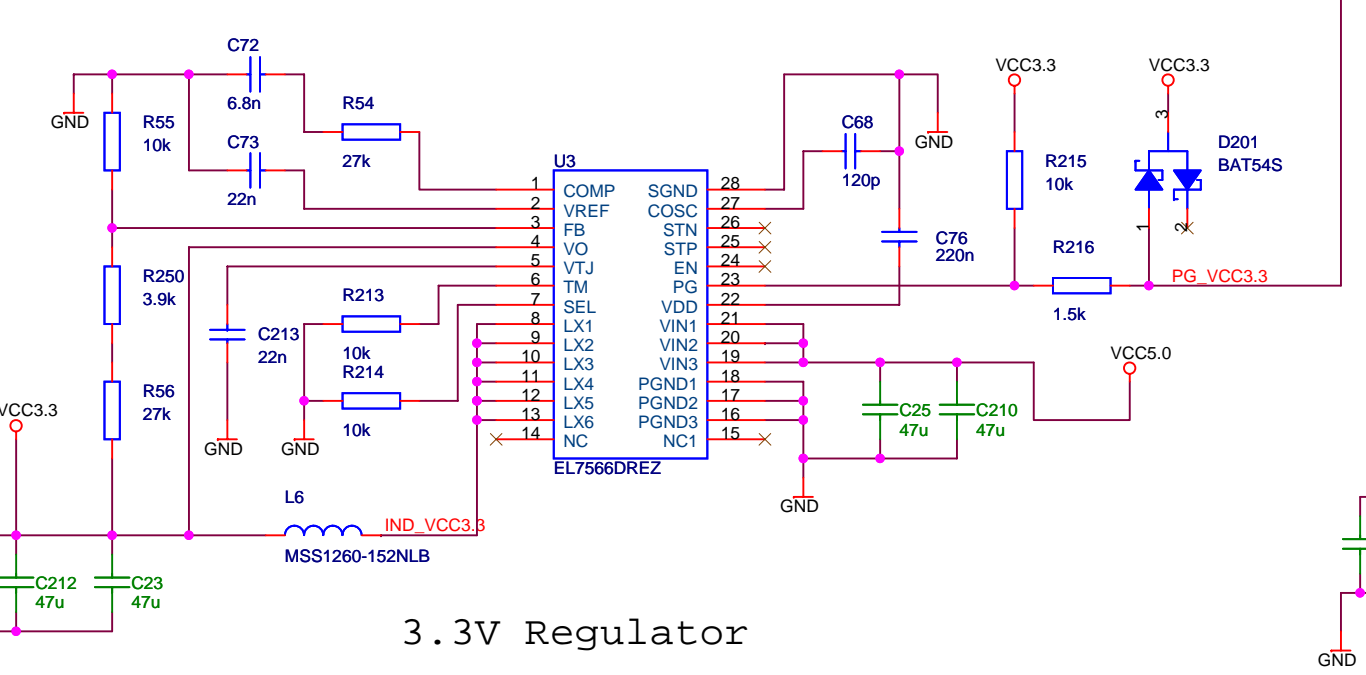 C72
6.8n
GND
R55
10k
R54
27k
C73
22n
R250
3.9k
R56
27k
VCC3.3
C213
22n
GND
R213
10k
R214
10k
GND
L6
MSS1260-152NLB
IND_VCC3.3
C212
47u
C23
47u
U3
1 COMP
2 VREF
3 FB
4 VO
5 VTJ
6 TM
7 SEL
8 LX1
9 LX2
10 LX3
11 LX4
12 LX5
13 LX6
14 NC
SGND 28
COSC 27
STN 26
STP 25
EN 24
PG 23
VDD 22
VIN1 21
VIN2 20
VIN3 19
PGND1 18
PGND2 17
PGND3 16
NC1 15
EL7566DREZ
C68
120p
GND
C76
220n
VCC3.3
R215
10k
VCC3.3
3
D201
BAT54S
1
2
R216
1.5k
PG_VCC3.3
VCC5.0
C25
47u
C210
47u
GND
GND
3.3V Regulator